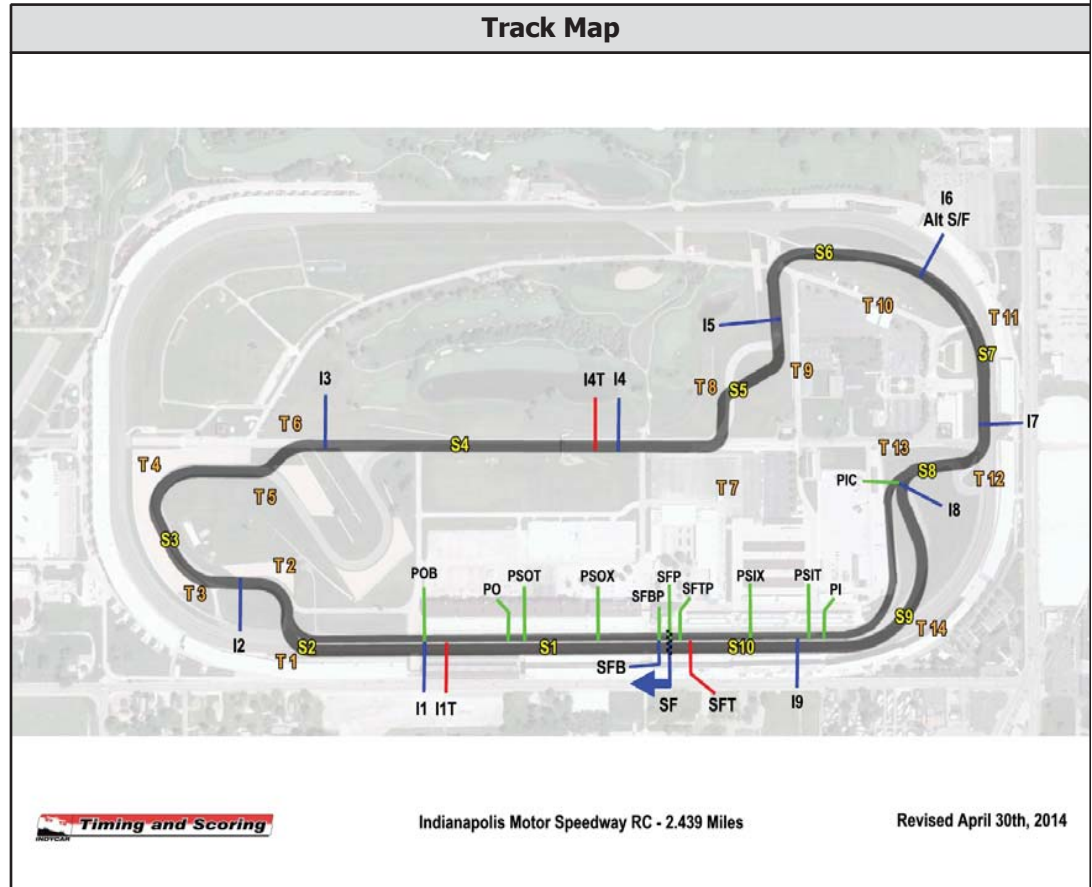 Track Map
I6
Alt S/F
S6
T 10
T 11
I5
S7
T 8
S5
T 9
I3
I4T
I4
T 6
S4
I7
T 13
S8
T 4
T 5
T 7
PIC
T 12
I8
S3
T 2
T 3
POB
PO
PSOT
PSOX
SFBP
SFP
SFTP
PSIX
PSIT
PI
S9
T 14
I2
S2
T 1
S1
S10
SFB
I1
I1T
SF
SFT
I9
INDYCAR
Timing and Scoring
Indianapolis Motor Speedway RC - 2.439 Miles
Revised April 30th, 2014